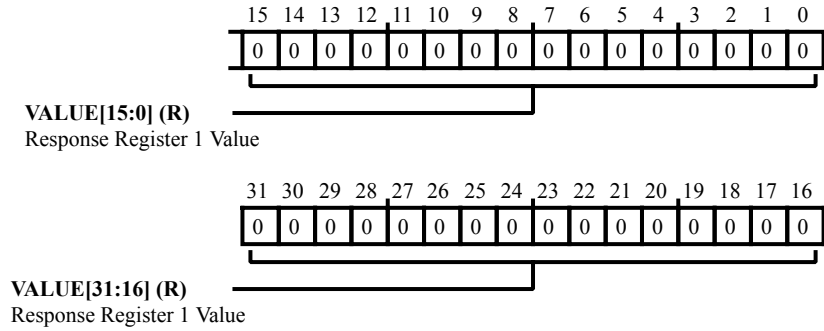 15 14 13 12 11 10 9 8 7 6 5 4 3 2 1 0
0 0 0 0 0 0 0 0 0 0 0 0 0 0 0 0
VALUE[15:0] (R)
Response Register 1 Value
31 30 29 28 27 26 25 24 23 22 21 20 19 18 17 16
0 0 0 0 0 0 0 0 0 0 0 0 0 0 0 0
VALUE[31:16] (R)
Response Register 1 Value